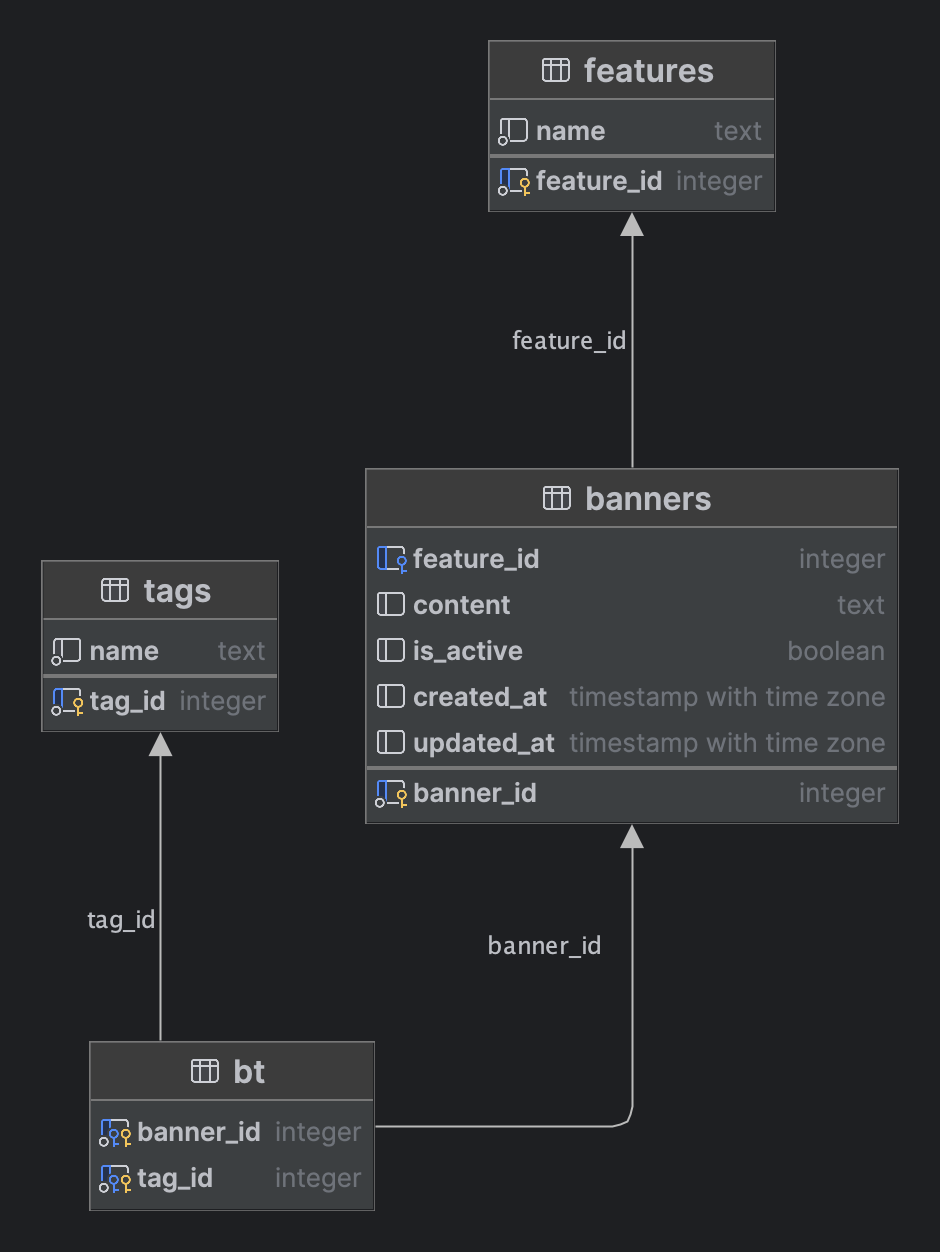 features
name text
feature_id integer
feature_id
banners
feature_id integer
content text
is_active boolean
created_at timestamp with time zone
updated_at timestamp with time zone
banner_id integer
tags
name text
tag_id integer
tag_id
banner_id
bt
banner_id integer
tag_id integer